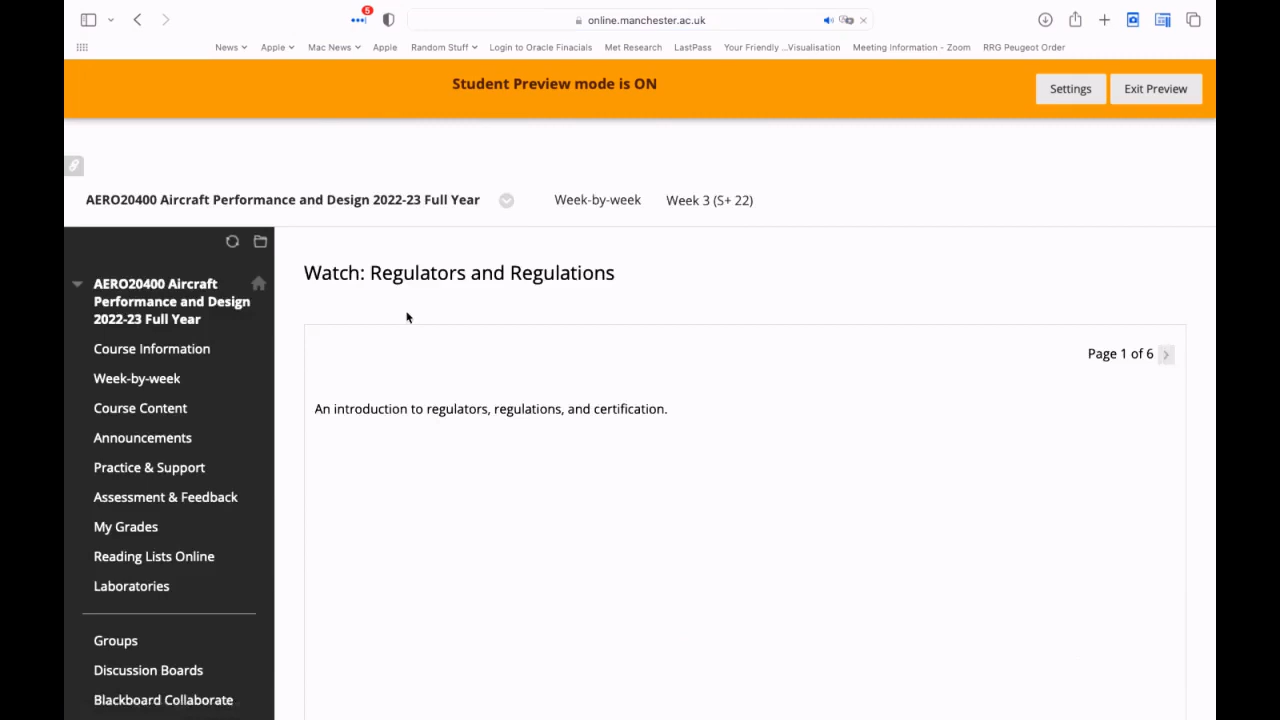 5
online.manchester.ac.uk
News Apple Mac News Apple Random Stuff Login to Oracle Finacials Met Research LastPass Your Friendly ...Visualisation Meeting Information - Zoom RRG Peugeot Order
Student Preview mode is ON
Settings Exit Preview
AERO20400 Aircraft Performance and Design 2022-23 Full Year Week-by-week Week 3 (S+ 22)
AERO20400 Aircraft
Performance and Design
2022-23 Full Year
Course Information
Week-by-week
Course Content
Announcements
Practice & Support
Assessment & Feedback
My Grades
Reading Lists Online
Laboratories
Groups
Discussion Boards
Blackboard Collaborate
Watch: Regulators and Regulations
Page 1 of 6
An introduction to regulators, regulations, and certification.